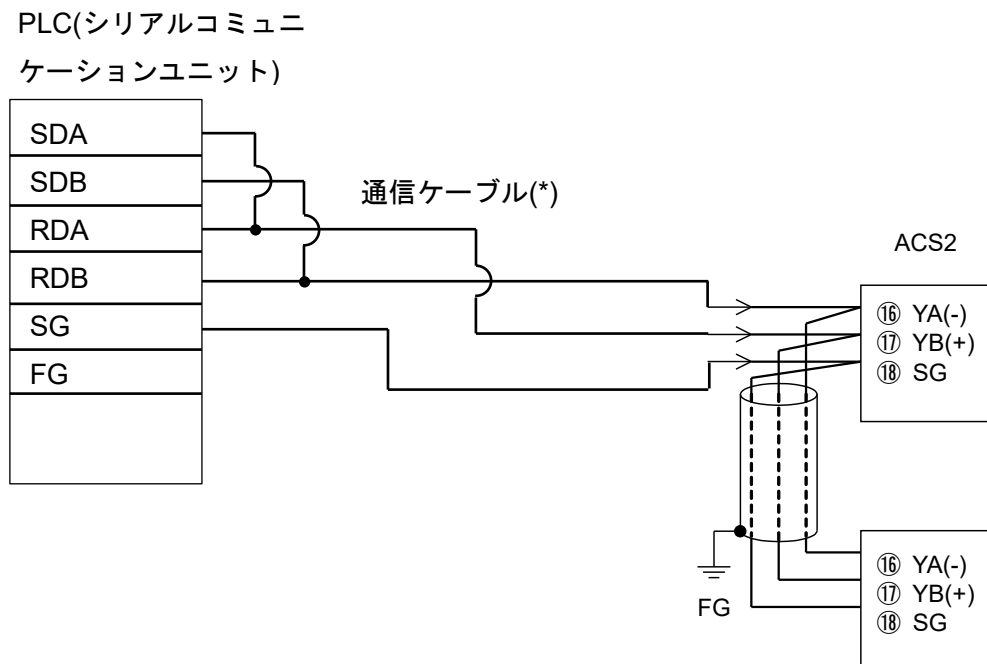 PLC(シリアルコミュニ
ケーションユニット)
SDA
SDB
RDA
RDB
SG
FG
通信ケーブル(*)
ACS2
⑯ YA(-)
⑰ YB(+)
⑱ SG
FG
⑯ YA(-)
⑰ YB(+)
⑱ SG